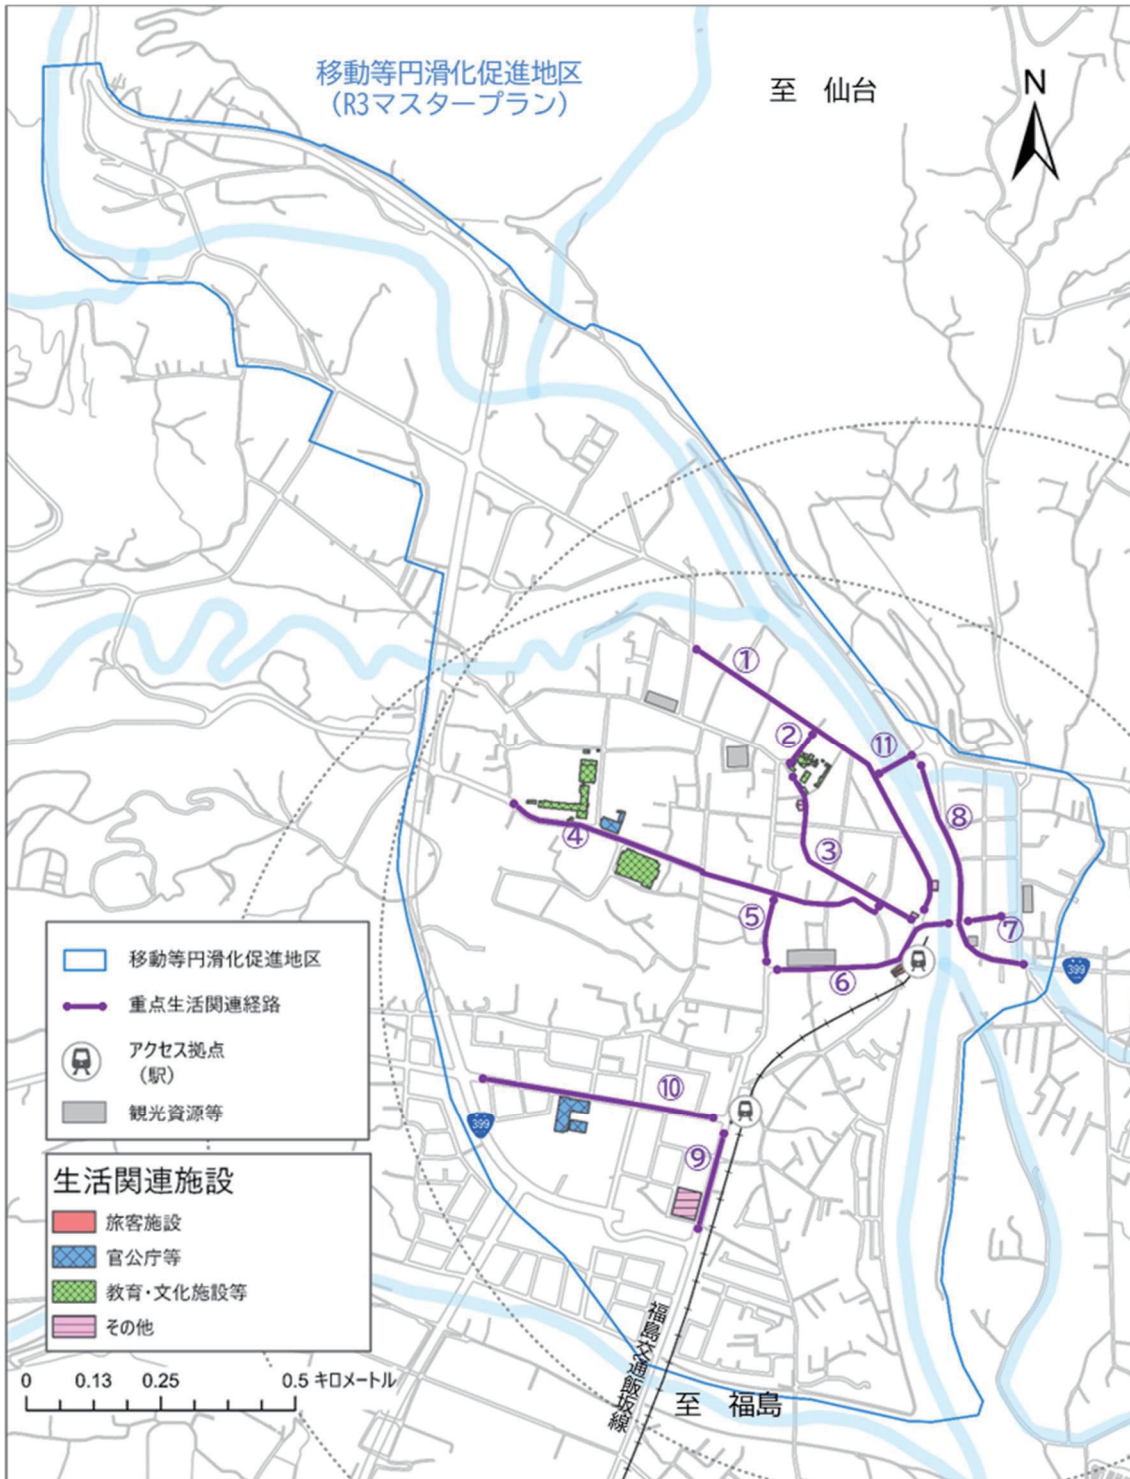 移動等円滑化促進地区
（R3マスタープラン）
至 仙台
N
①
②
⑪
⑧
④
③
⑤
⑦
⑥
399
移動等円滑化促進地区
重点生活関連経路
アクセス拠点
（駅）
観光資源等
⑩
399
⑨
生活関連施設
旅客施設
官公庁等
教育・文化施設等
その他
福島交通飯坂線
0 0.13 0.25 0.5 キロメートル
至 福島